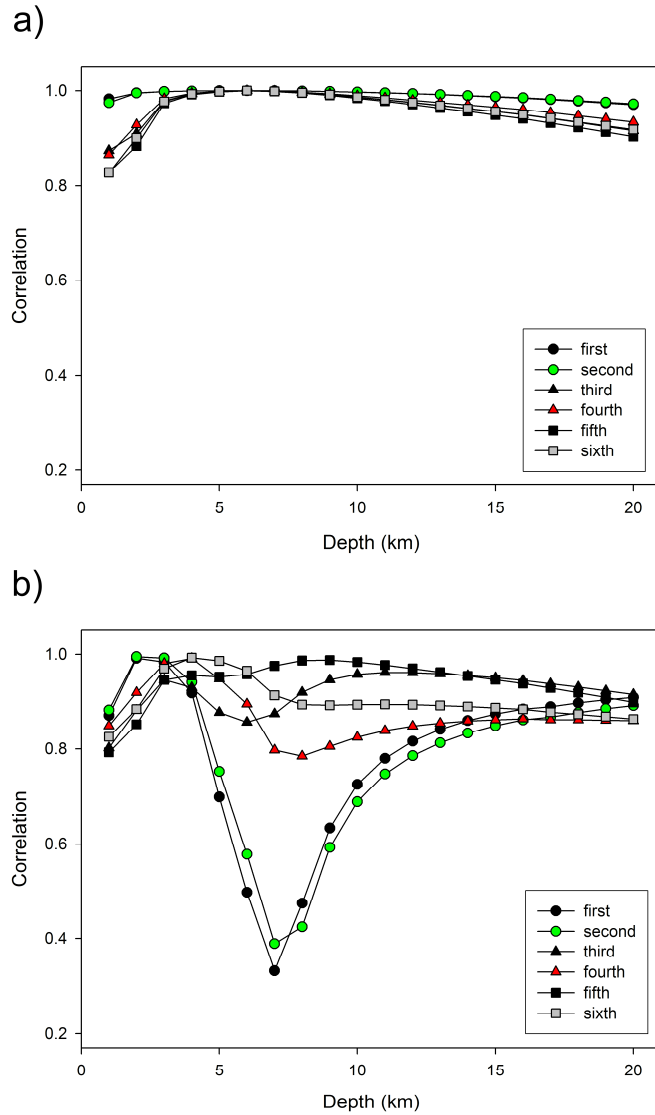 a)
1.0
0.8
0.6
0.4
0.2
Correlation
first
second
third
fourth
fifth
sixth
0 5 10 15 20
Depth (km)
b)
1.0
0.8
0.6
0.4
0.2
Correlation
first
second
third
fourth
fifth
sixth
0 5 10 15 20
Depth (km)